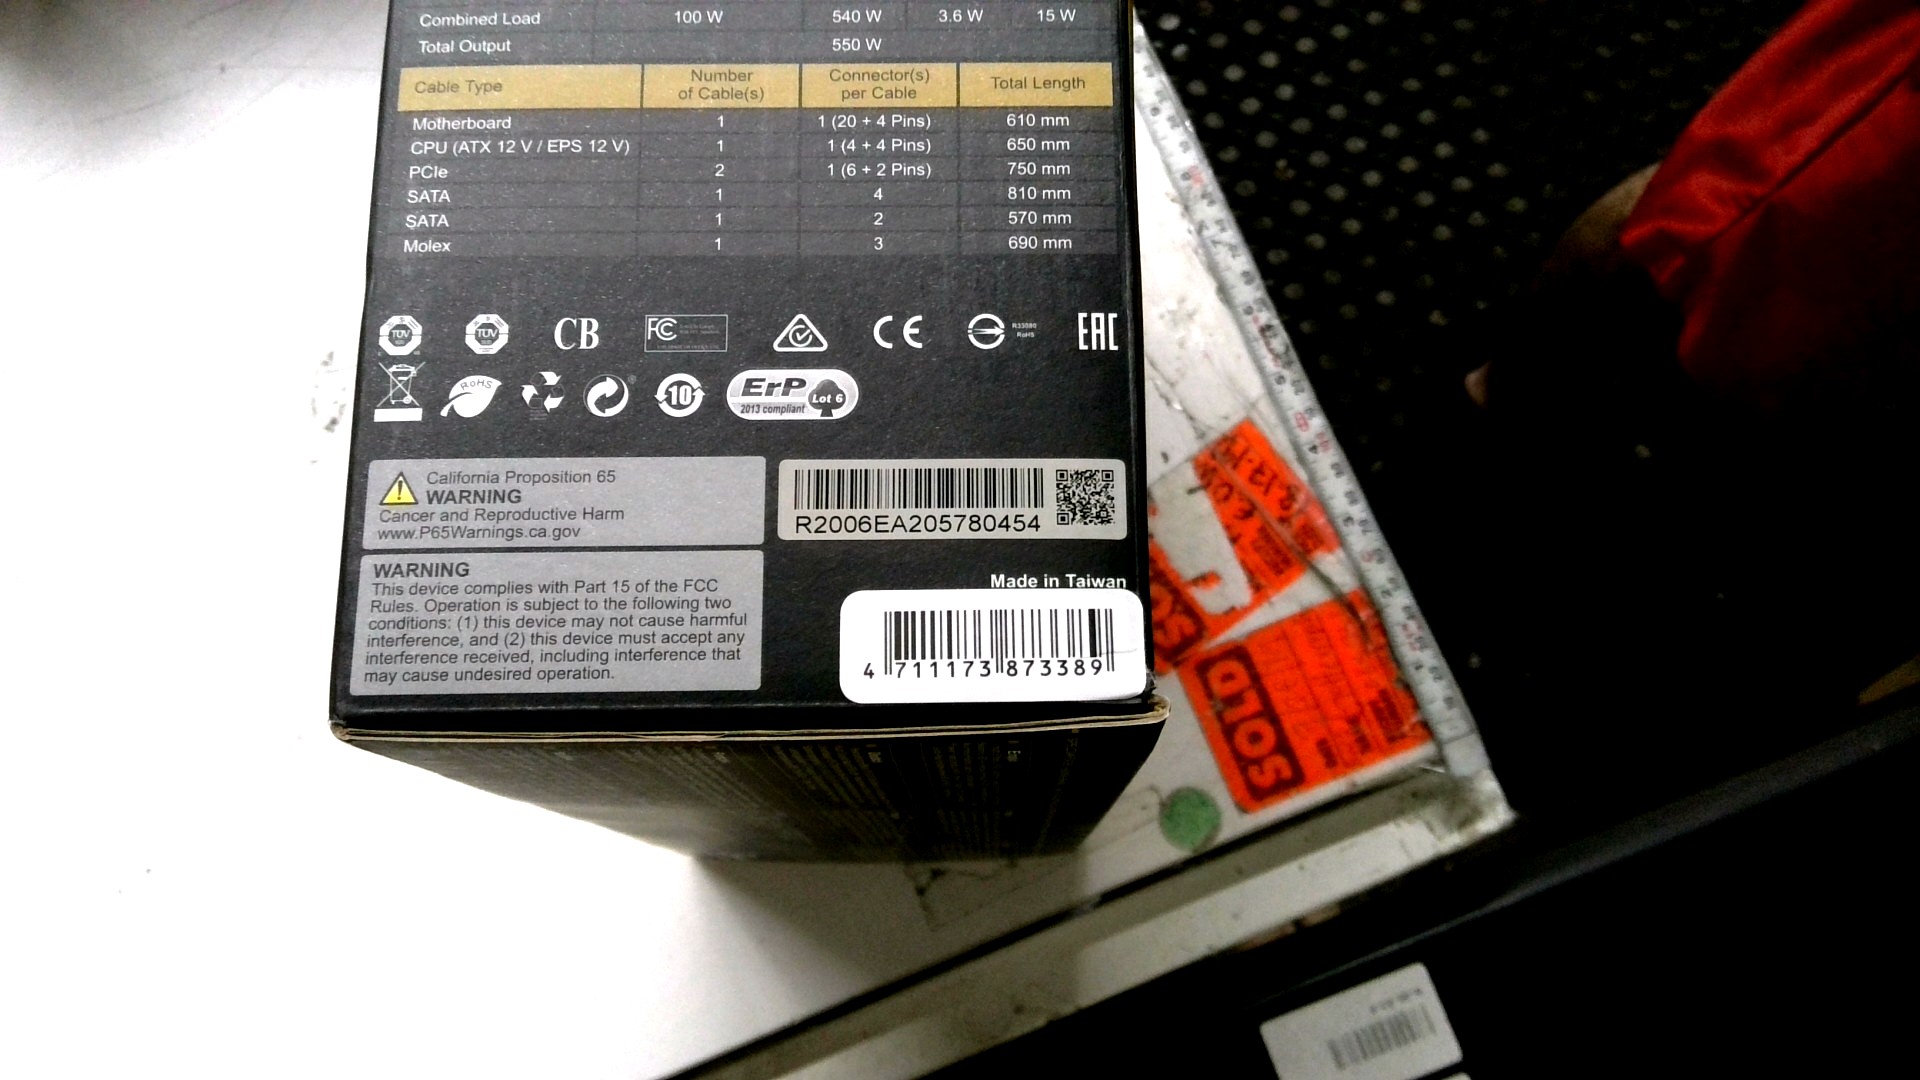 Combined Load 100 W 540 W 3.6 W 15 W
Total Output 550 W
Cable Type Number of Cable(s) Connector(s) per Cable Total Length
Motherboard 1 1 (20 + 4 Pins) 610 mm
CPU (ATX 12 V / EPS 12 V) 1 1 (4 + 4 Pins) 650 mm
PCIe 2 1 (6 + 2 Pins) 750 mm
SATA 1 4 810 mm
SATA 1 2 570 mm
Molex 1 3 690 mm
TUV TUV CB FC CE R33080 RoHS EAC
RoHS 10 ErP 2013 compliant Lot 6
California Proposition 65
WARNING
Cancer and Reproductive Harm
www.P65Warnings.ca.gov
R2006EA205780454
WARNING
This device complies with Part 15 of the FCC
Rules. Operation is subject to the following two
conditions: (1) this device may not cause harmful
interference, and (2) this device must accept any
interference received, including interference that
may cause undesired operation.
Made in Taiwan
4 711173 873389
SOLD